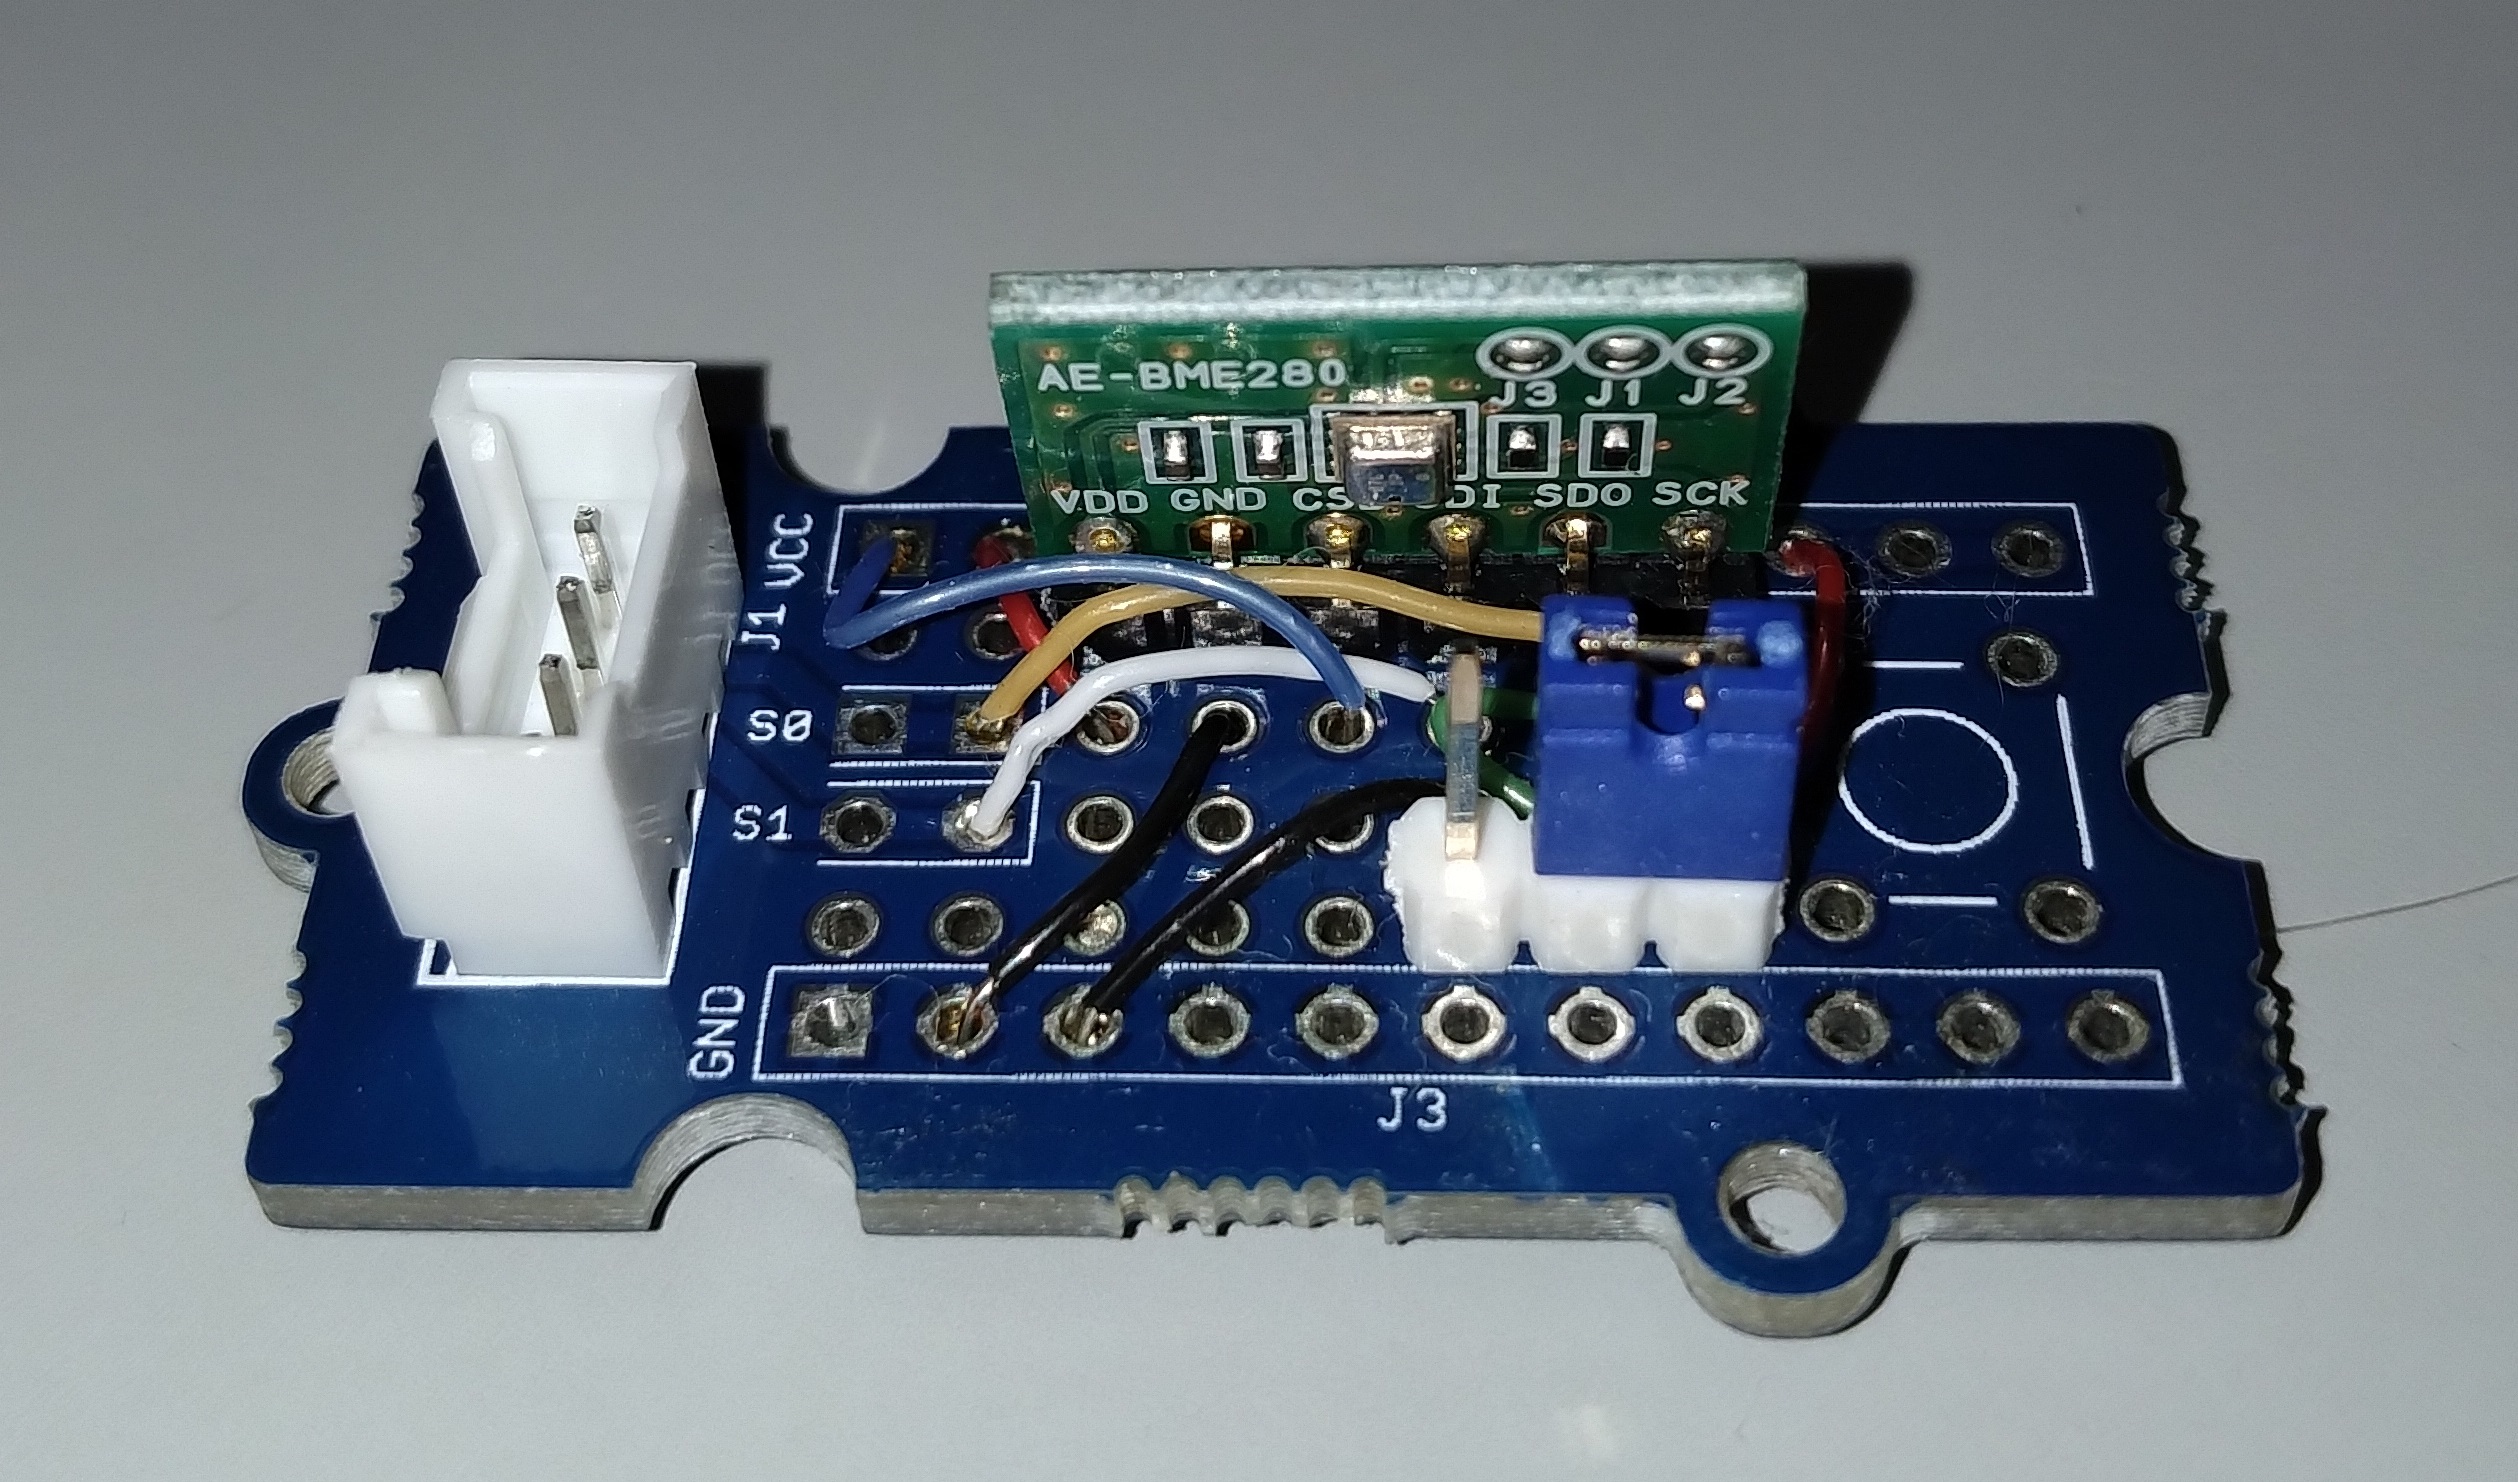 AE-BME280
J3 J1 J2
VDD GND SDO SCK
VCC
J1
S0
S1
GND
J3